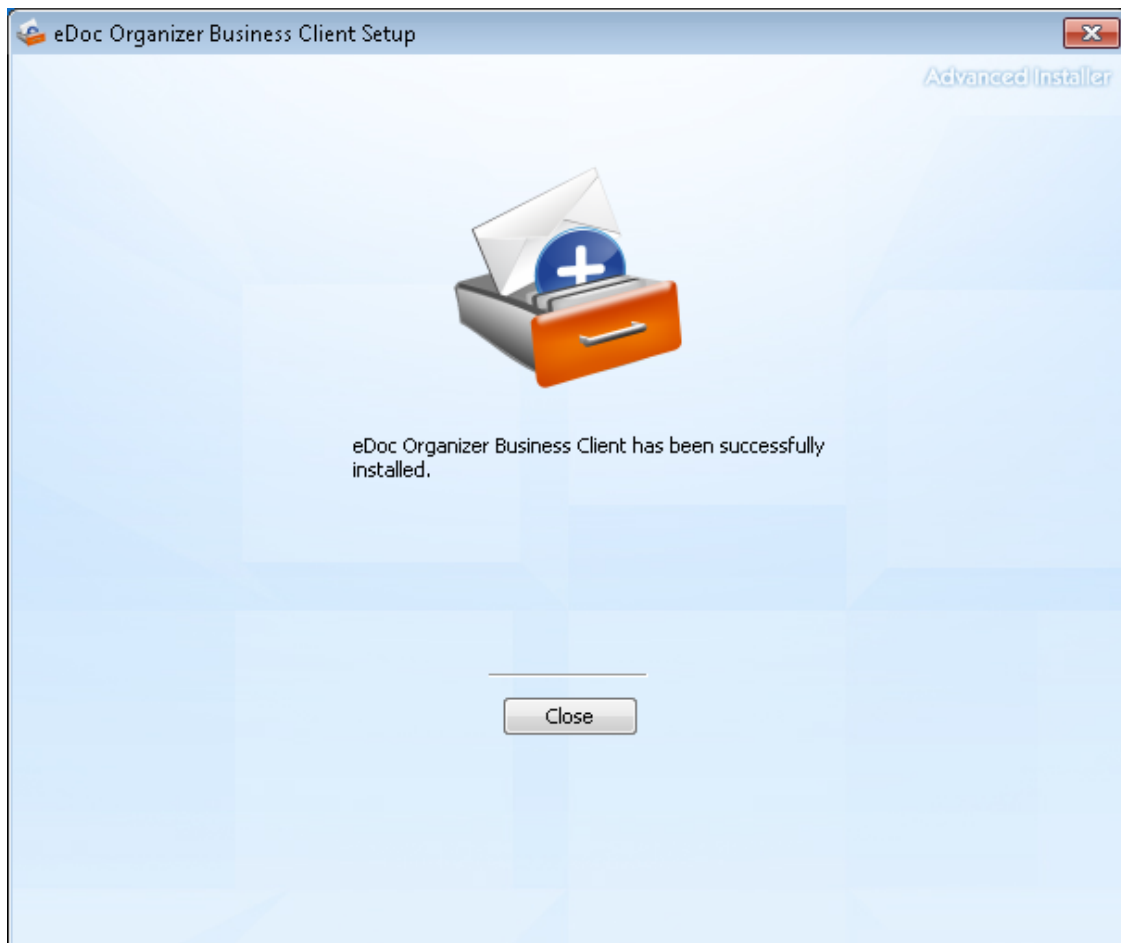 eDoc Organizer Business Client Setup
Advanced Installer
eDoc Organizer Business Client has been successfully
installed.
Close